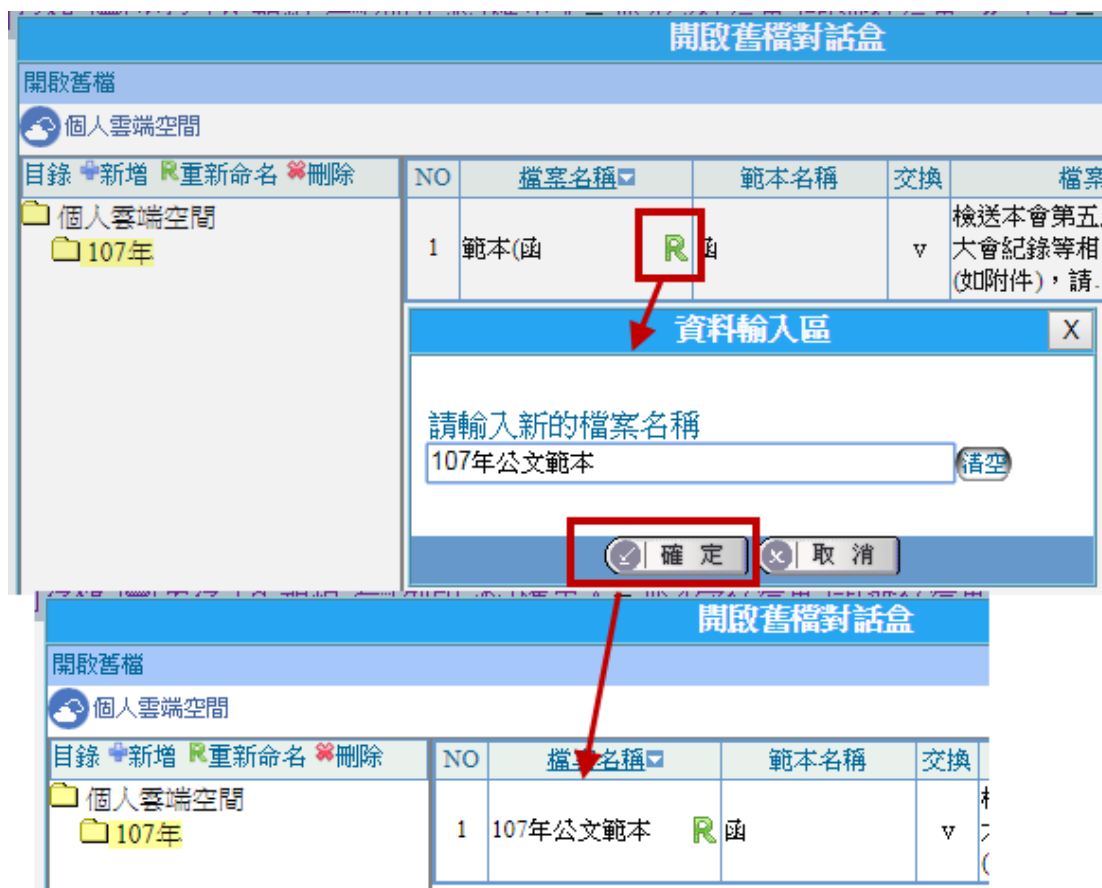 開啟舊檔對話盒
開啟舊檔
個人雲端空間
目錄 新增 R重新命名 刪除
NO 檔案名稱 範本名稱 交換 檔案
個人雲端空間
107年
1 範本(函 R 函 v 檢送本會第五
大會紀錄等相
(如附件)，請
資料輸入區 X
請輸入新的檔案名稱
107年公文範本 清空
確定 取消
開啟舊檔對話盒
開啟舊檔
個人雲端空間
目錄 新增 R重新命名 刪除
NO 檔案名稱 範本名稱 交換
個人雲端空間
107年
1 107年公文範本 R 函 v